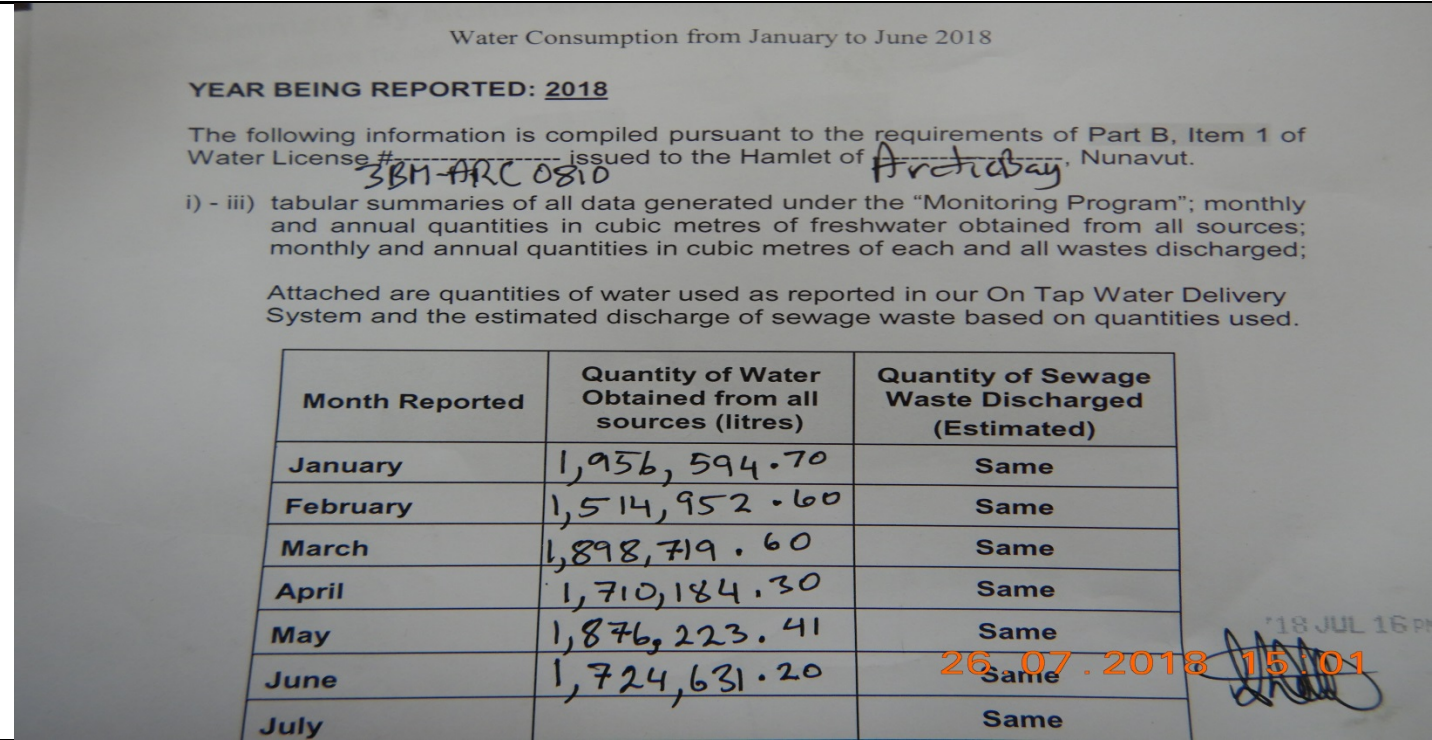 Water Consumption from January to June 2018
YEAR BEING REPORTED: 2018
The following information is compiled pursuant to the requirements of Part B, Item 1 of
Water License # 3BM-ARC 0810 issued to the Hamlet of Arctic Bay, Nunavut.
i) - iii) tabular summaries of all data generated under the “Monitoring Program”; monthly
and annual quantities in cubic metres of freshwater obtained from all sources;
monthly and annual quantities in cubic metres of each and all wastes discharged;
Attached are quantities of water used as reported in our On Tap Water Delivery
System and the estimated discharge of sewage waste based on quantities used.
Month Reported
Quantity of Water
Obtained from all
sources (litres)
Quantity of Sewage
Waste Discharged
(Estimated)
January 1,956,594.70 Same
February 1,514,952.60 Same
March 1,898,719.60 Same
April 1,710,184.30 Same
May 1,876,223.41 Same
'18 JUL 16 PM
June 1,724,631.20 Same
26.07.2018 15:01
July Same